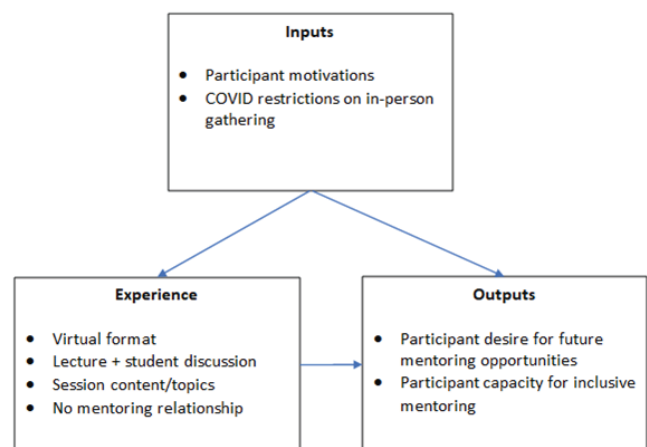 Inputs
• Participant motivations
• COVID restrictions on in-person
gathering
Experience
• Virtual format
• Lecture + student discussion
• Session content/topics
• No mentoring relationship
Outputs
• Participant desire for future
mentoring opportunities
• Participant capacity for inclusive
mentoring